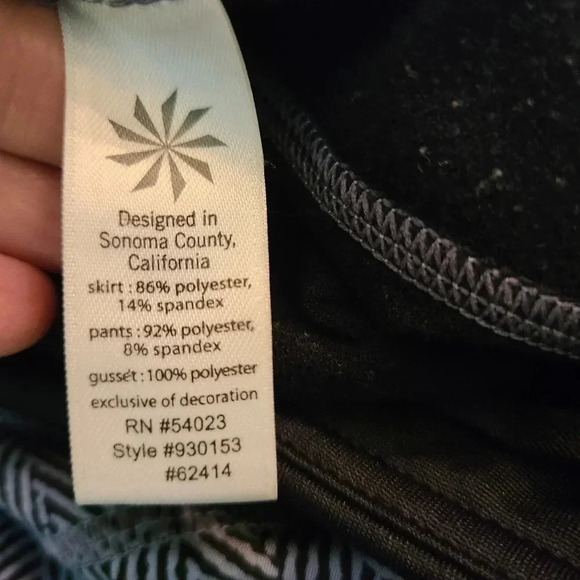 Designed in
Sonoma County,
California
skirt : 86% polyester,
14% spandex
pants : 92% polyester,
8% spandex
gusset : 100% polyester
exclusive of decoration
RN #54023
Style #930153
#62414